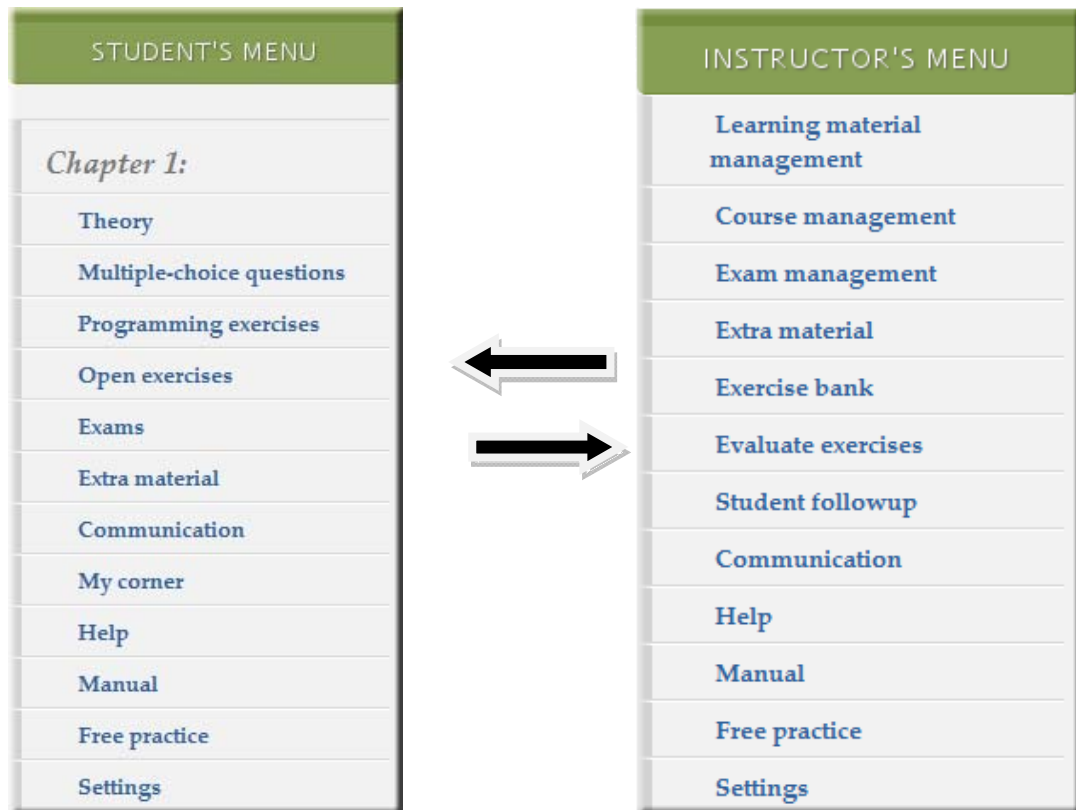 STUDENT'S MENU
Chapter 1:
Theory
Multiple-choice questions
Programming exercises
Open exercises
Exams
Extra material
Communication
My corner
Help
Manual
Free practice
Settings
INSTRUCTOR'S MENU
Learning material
management
Course management
Exam management
Extra material
Exercise bank
Evaluate exercises
Student followup
Communication
Help
Manual
Free practice
Settings